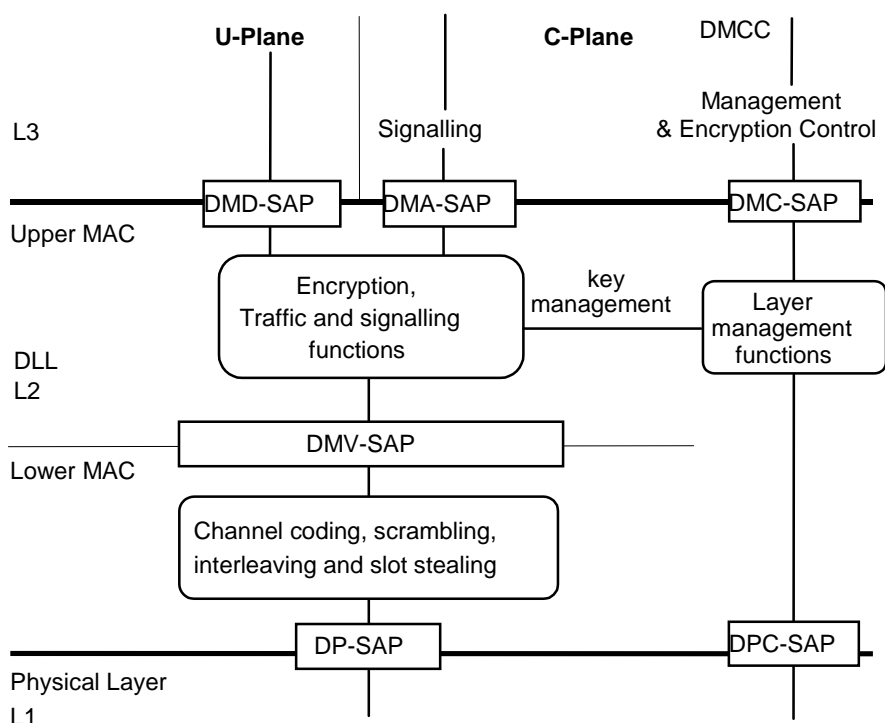 U-Plane
C-Plane
DMCC
L3
Signalling
Management
& Encryption Control
DMD-SAP
DMA-SAP
DMC-SAP
Upper MAC
Encryption,
Traffic and signalling
functions
key
management
Layer
management
functions
DLL
L2
DMV-SAP
Lower MAC
Channel coding, scrambling,
interleaving and slot stealing
DP-SAP
DPC-SAP
Physical Layer
L1